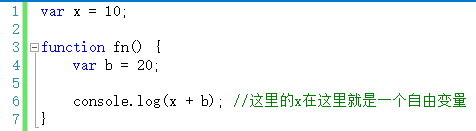 1 var x = 10;
2
3 function fn() {
4     var b = 20;
5
6     console.log(x + b); //这里的x在这里就是一个自由变量
7 }